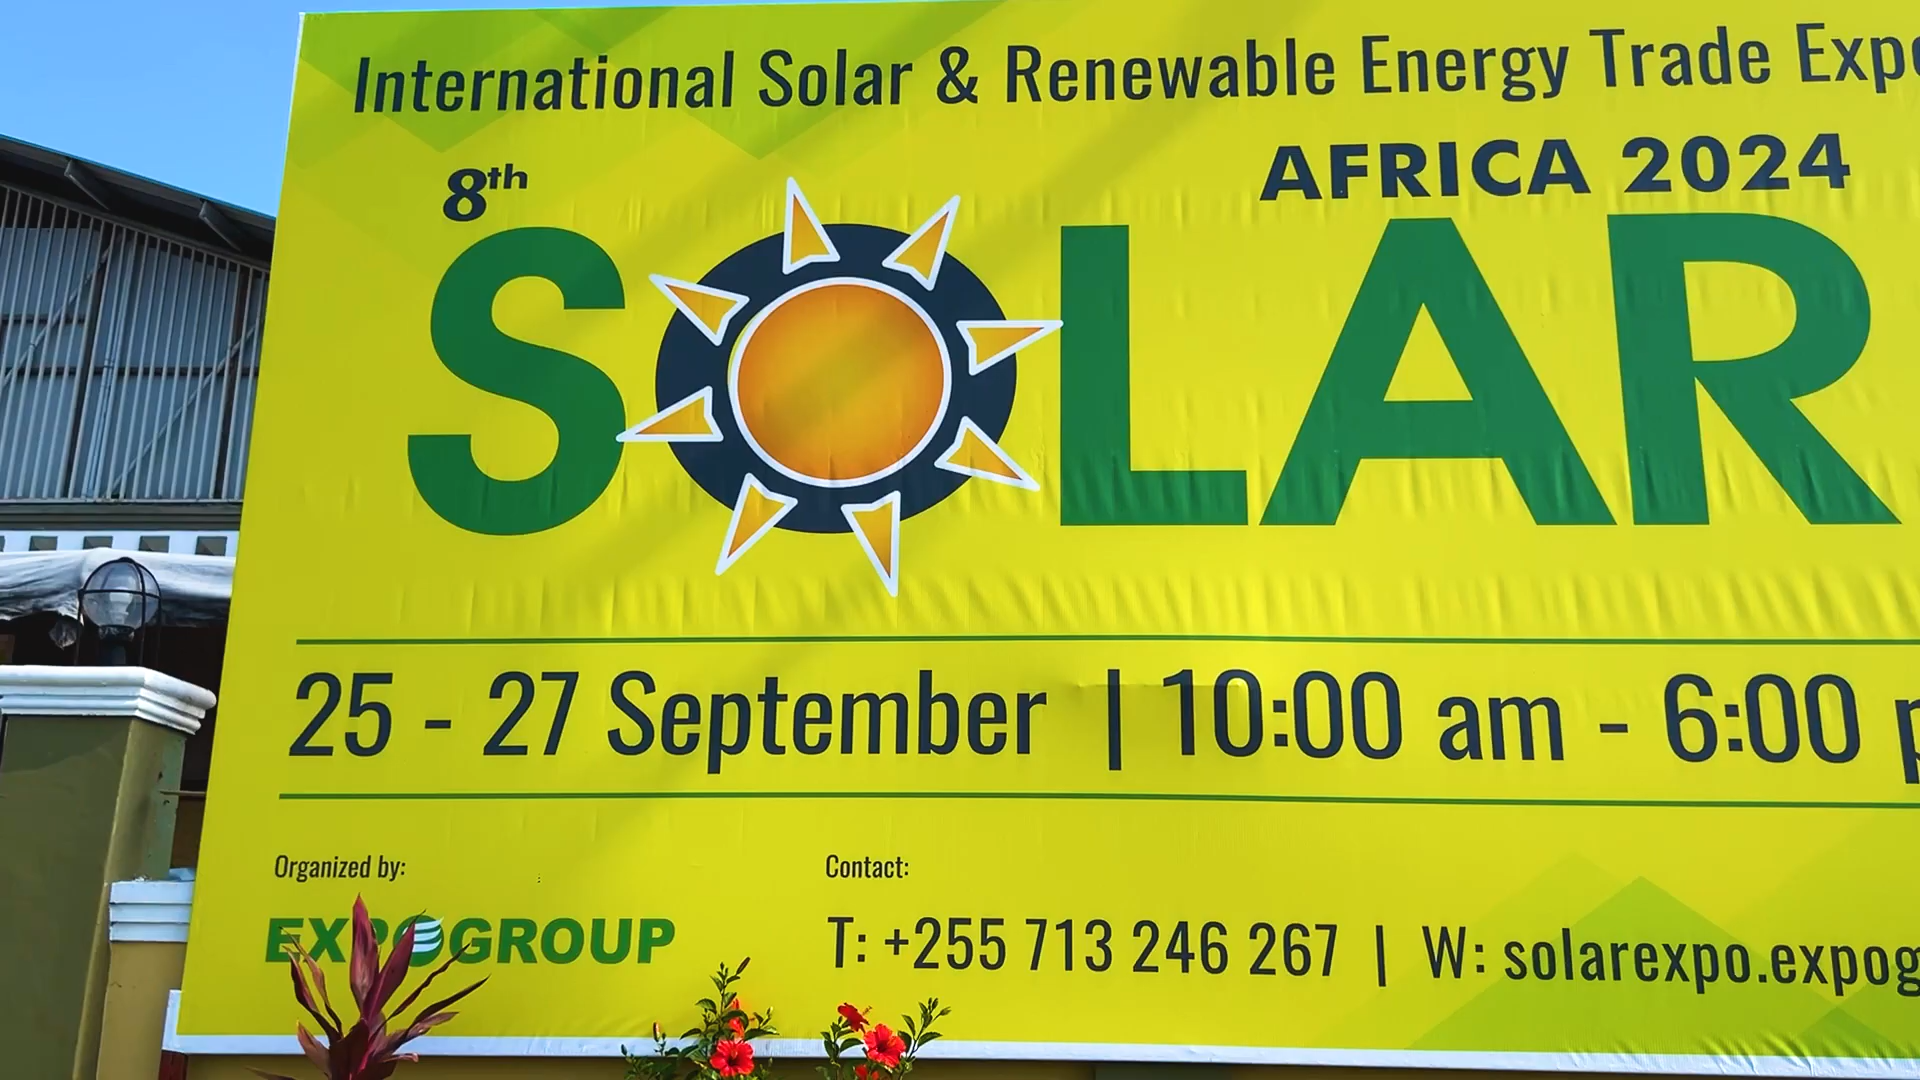 International Solar & Renewable Energy Trade Expo
AFRICA 2024
8th
SOLAR
25 - 27 September | 10:00 am - 6:00 p
Organized by:
EXPOGROUP
Contact:
T: +255 713 246 267 | W: solarexpo.expog